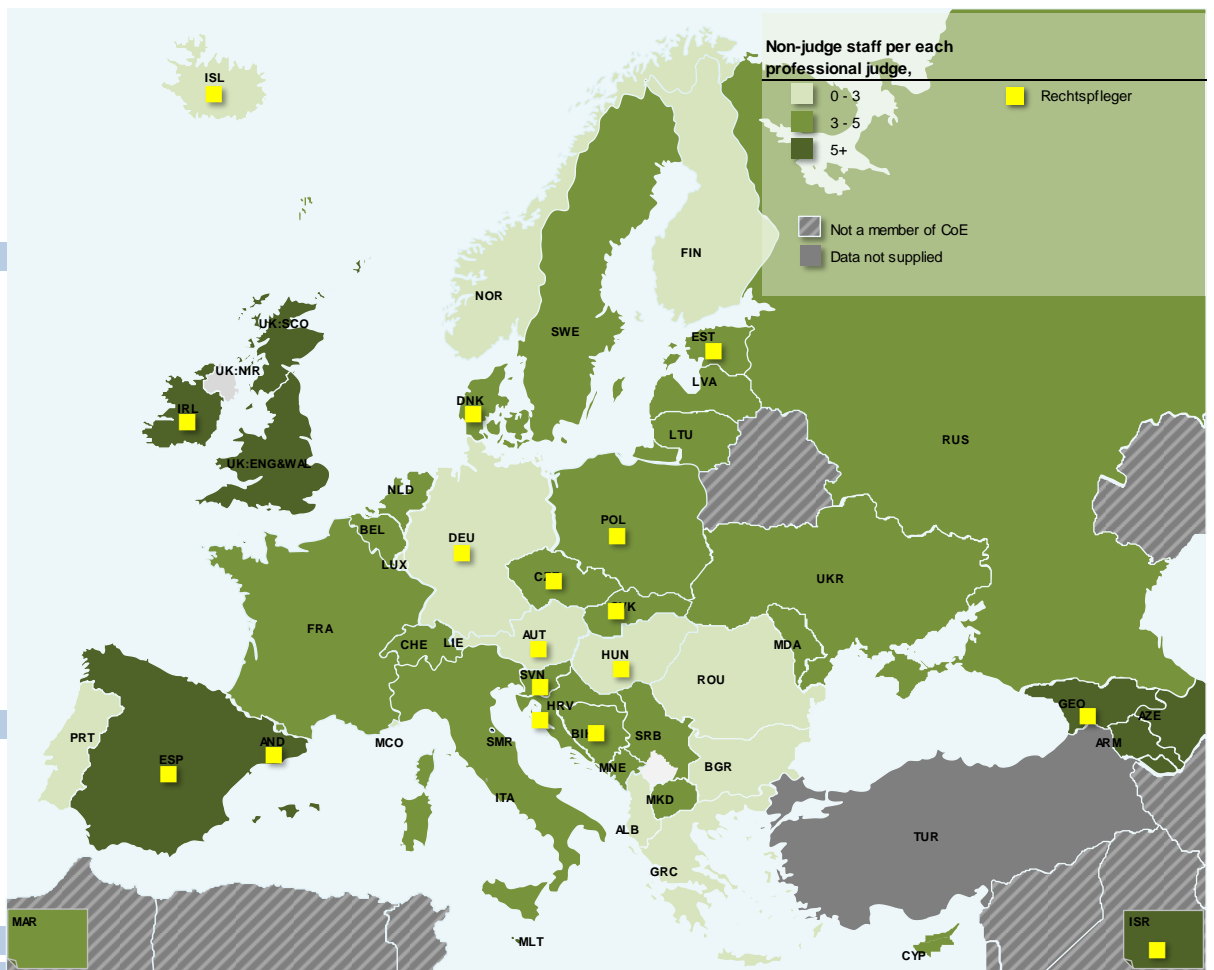 Non-judge staff per each
professional judge,
0 - 3
Rechtspfleger
3 - 5
5+
Not a member of CoE
Data not supplied
ISL
FIN
NOR
UK:SCO
SWE
EST
UK:NIR
LVA
DNK
IRL
LTU
RUS
UK:ENG&WAL
NLD
POL
BEL
DEU
LUX
UKR
FRA
CHE
LIE
AUT
HUN
MDA
ROU
SVN
HRV
GEO
AZE
PRT
AND
MCO
SMR
SRB
ARM
ESP
MNE
BGR
ITA
MKD
ALB
TUR
GRC
MAR
MLT
CYP
ISR